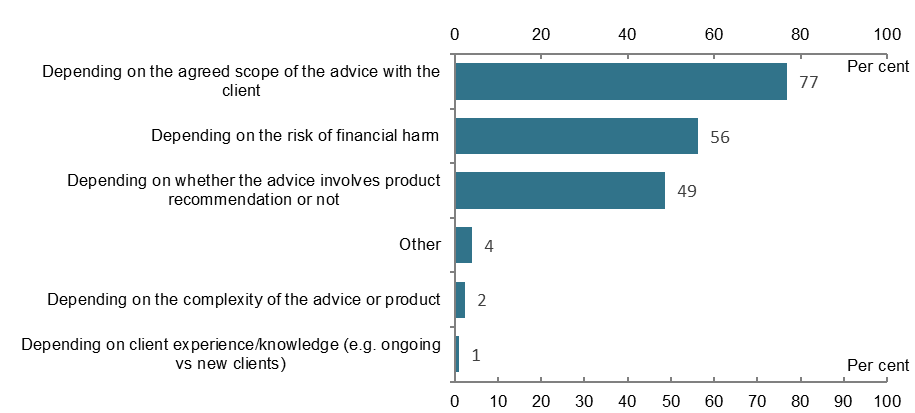 0 20 40 60 80 100
Per cent
Depending on the agreed scope of the advice with the
client
77
Depending on the risk of financial harm
56
Depending on whether the advice involves product
recommendation or not
49
Other
4
Depending on the complexity of the advice or product
2
Depending on client experience/knowledge (e.g. ongoing
vs new clients)
1
Per cent
0 10 20 30 40 50 60 70 80 90 100